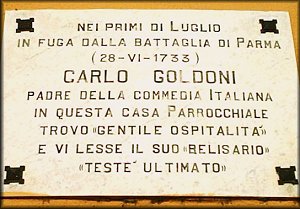 NEI PRIMI DI LUGLIO
IN FUGA DALLA BATTAGLIA DI PARMA
(28-VI-1733)
CARLO GOLDONI
PADRE DELLA COMMEDIA ITALIANA
IN QUESTA CASA PARROCCHIALE
TROVO «GENTILE OSPITALITÀ»
E VI LESSE IL SUO «BELISARIO»
"TESTÈ ULTIMATO"